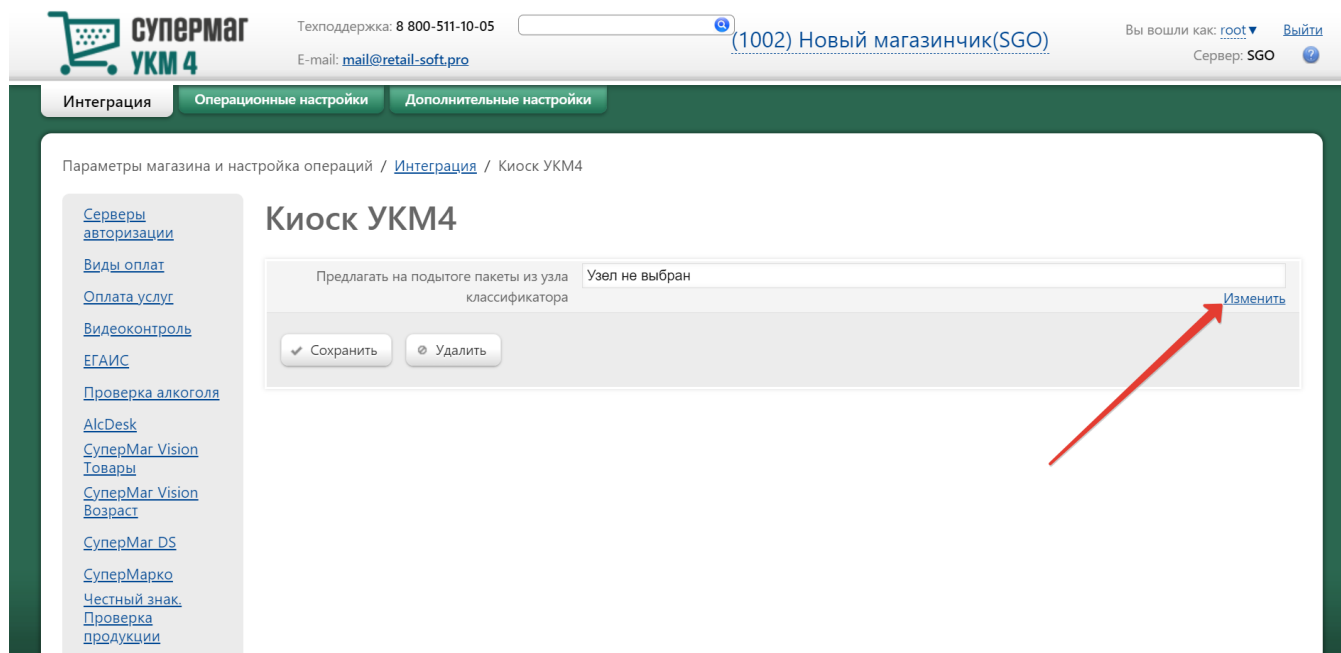 СУПЕРМАГ
УКМ 4
Техподдержка: 8 800-511-10-05
E-mail: mail@retail-soft.pro
(1002) Новый магазинчик(SGO)
Вы вошли как: root▼ Выйти
Сервер: SGO ?
Интеграция Операционные настройки Дополнительные настройки
Параметры магазина и настройка операций / Интеграция / Киоск УКМ4
Серверы
авторизации
Виды оплат
Оплата услуг
Видеоконтроль
ЕГАИС
Проверка алкоголя
AlcDesk
СуперМаг Vision
Товары
СуперМаг Vision
Возраст
СуперМаг DS
СуперМарко
Честный знак.
Проверка
продукции
Киоск УКМ4
Предлагать на подытоге пакеты из узла
классификатора
Узел не выбран
Изменить
Сохранить Удалить